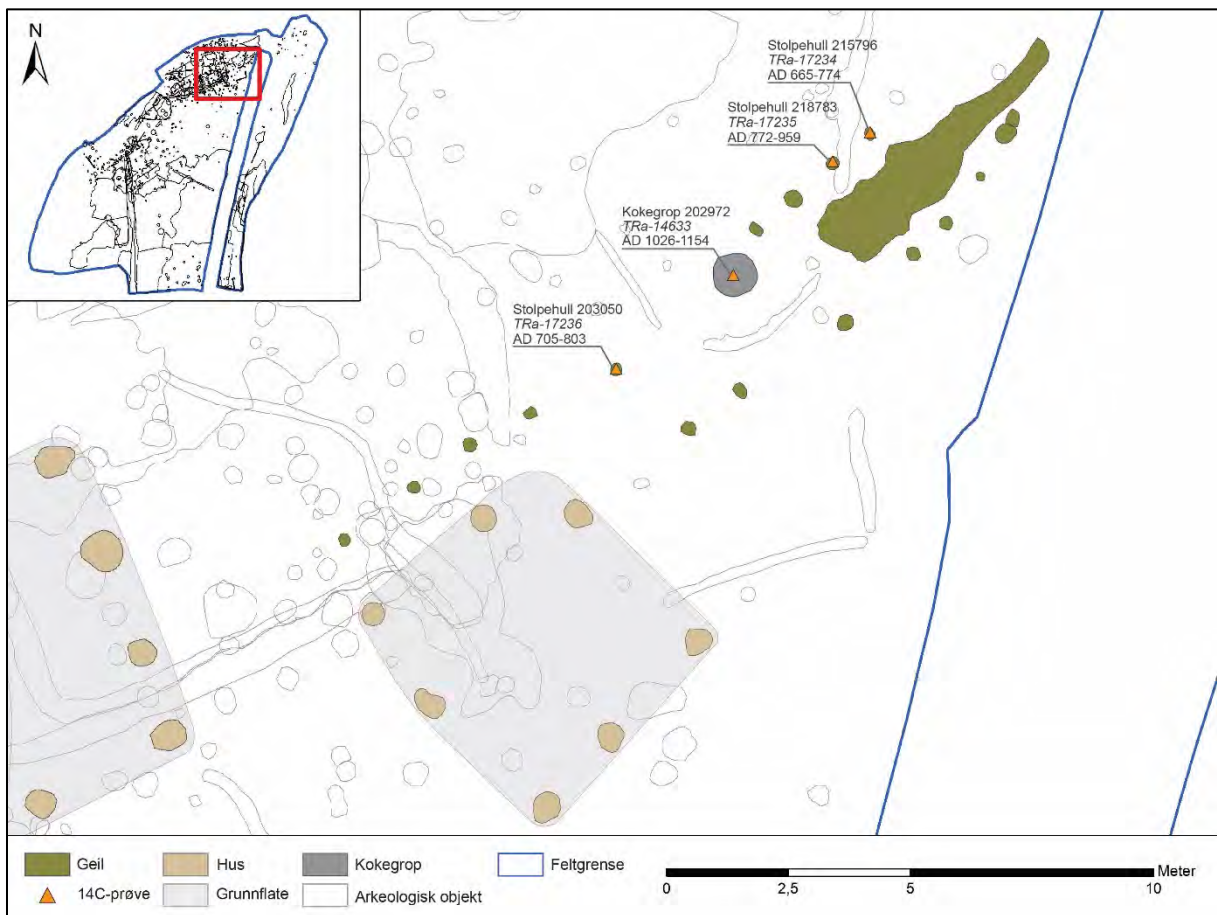 N
Stolpehull 215796
TRa-17234
AD 665-774
Stolpehull 218783
TRa-17235
AD 772-959
Kokegrop 202972
TRa-14633
AD 1026-1154
Stolpehull 203050
TRa-17236
AD 705-803
Geil
Hus
Kokegrop
Feltgrense
14C-prøve
Grunnflate
Arkeologisk objekt
Meter
0
2,5
5
10